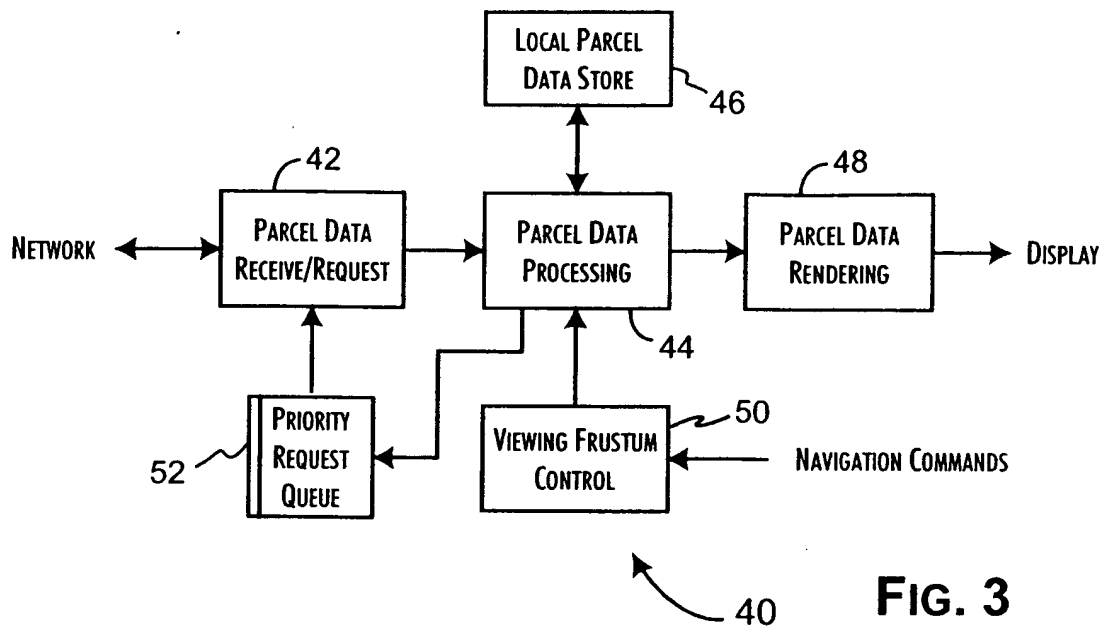 LOCAL PARCEL
DATA STORE
46
42
48
NETWORK
PARCEL DATA
RECEIVE/REQUEST
PARCEL DATA
PROCESSING
PARCEL DATA
RENDERING
DISPLAY
44
52
PRIORITY
REQUEST
QUEUE
VIEWING FRUSTUM
CONTROL
50
NAVIGATION COMMANDS
40
FIG. 3